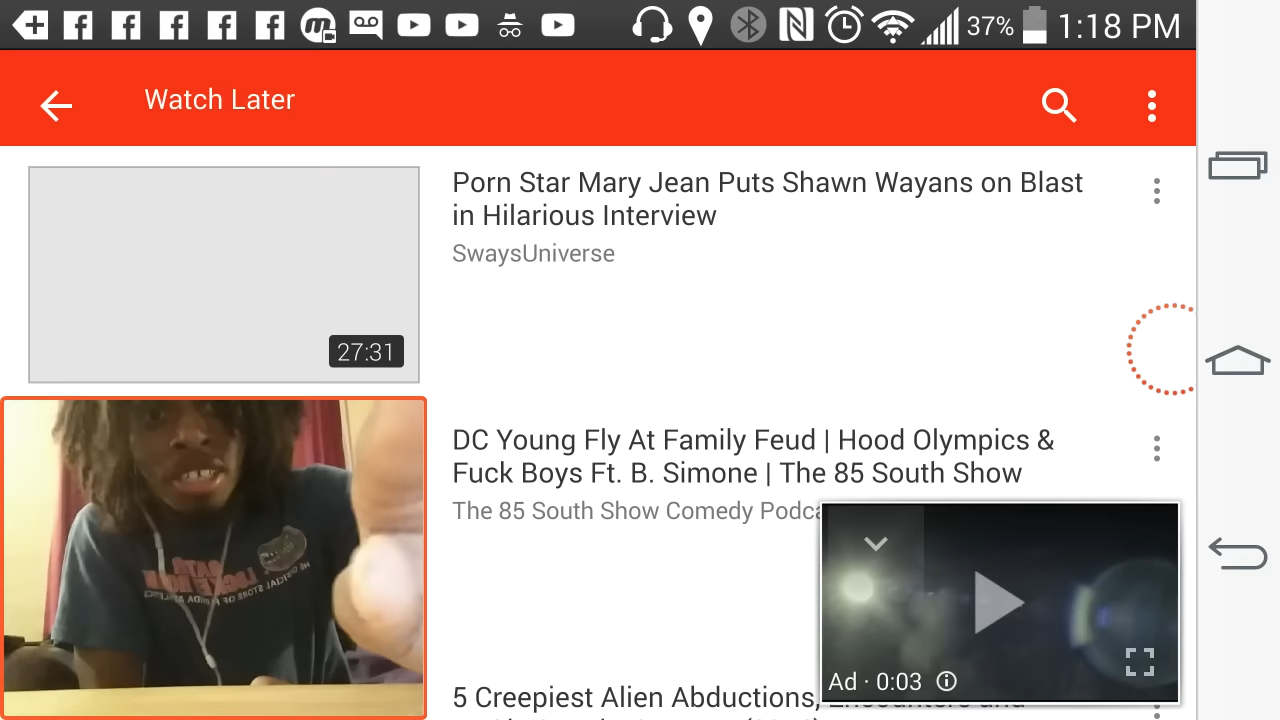 37% 1:18 PM
Watch Later
Porn Star Mary Jean Puts Shawn Wayans on Blast
in Hilarious Interview
SwaysUniverse
27:31
DC Young Fly At Family Feud | Hood Olympics &
Fuck Boys Ft. B. Simone | The 85 South Show
The 85 South Show Comedy Podca
Ad · 0:03
5 Creepiest Alien Abductions, Encounters and